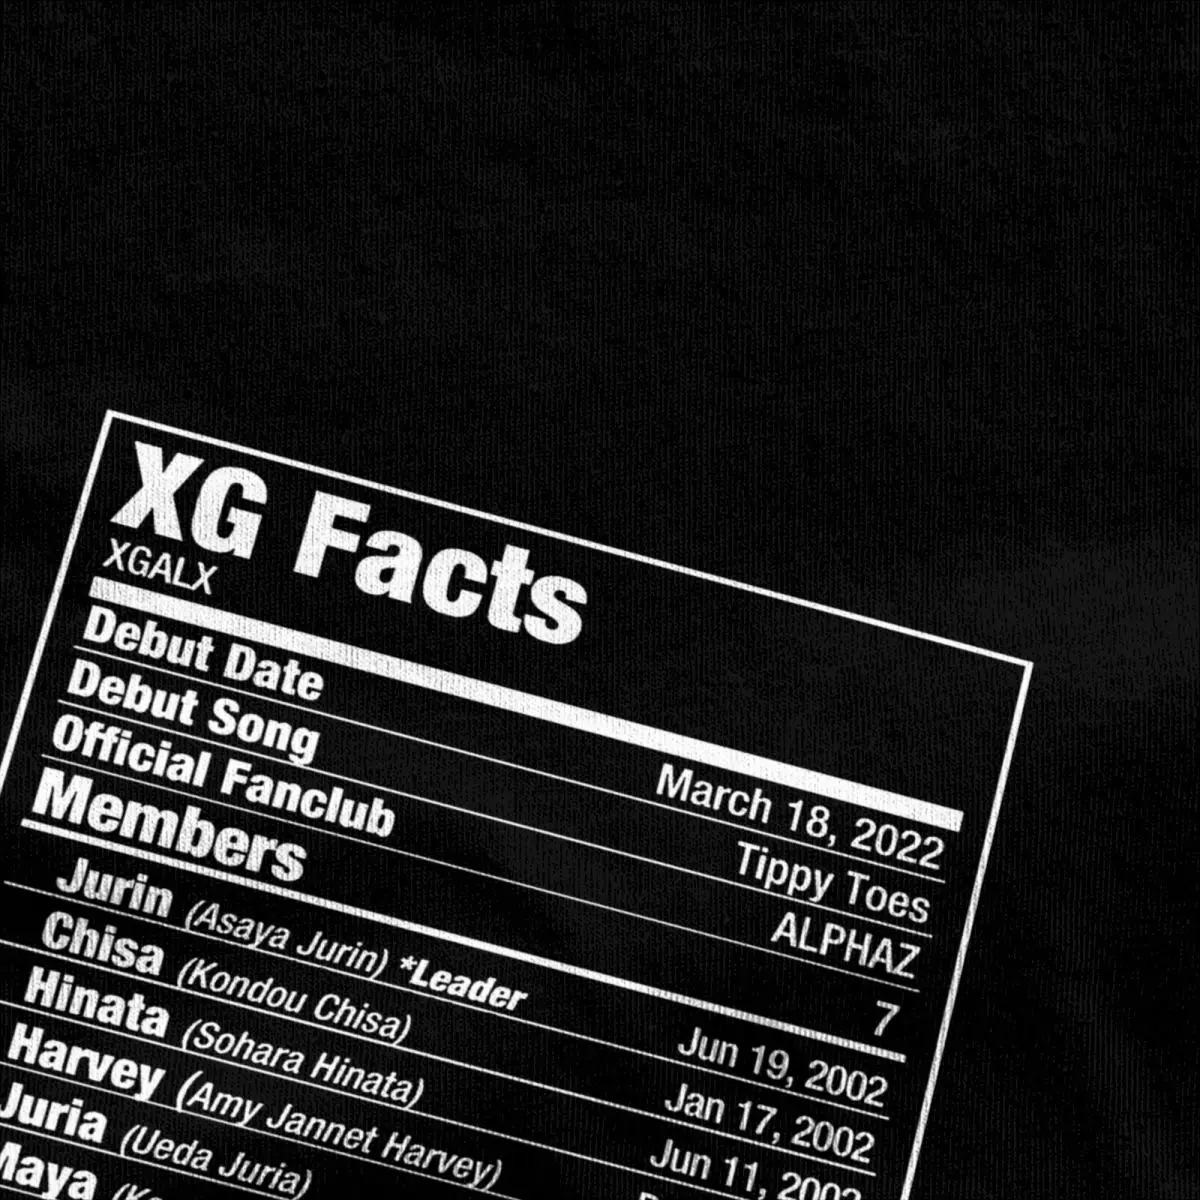 XG Facts
XGALX
Debut Date March 18, 2022
Debut Song Tippy Toes
Official Fanclub ALPHAZ
Members 7
Jurin (Asaya Jurin) *Leader Jun 19, 2002
Chisa (Kondou Chisa) Jan 17, 2002
Hinata (Sohara Hinata) Jun 11, 2002
Harvey (Amy Jannet Harvey)
Juria (Ueda Juria)
Maya